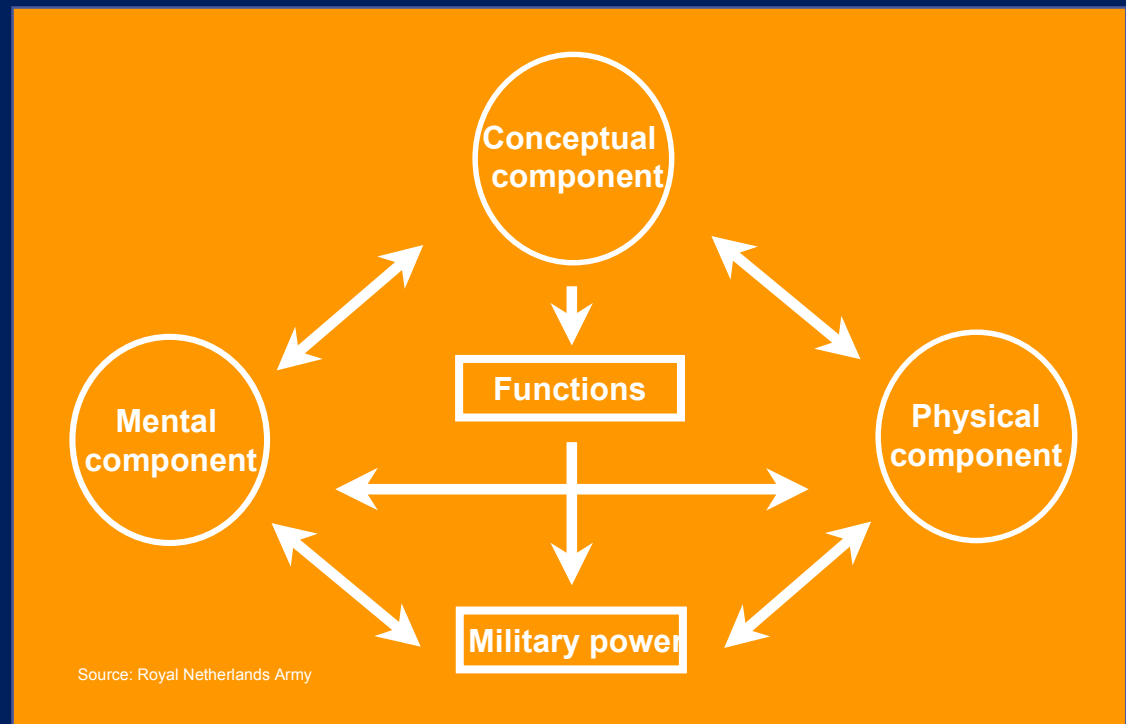 Conceptual
component
Functions
Mental
component
Physical
component
Military power
Source: Royal Netherlands Army